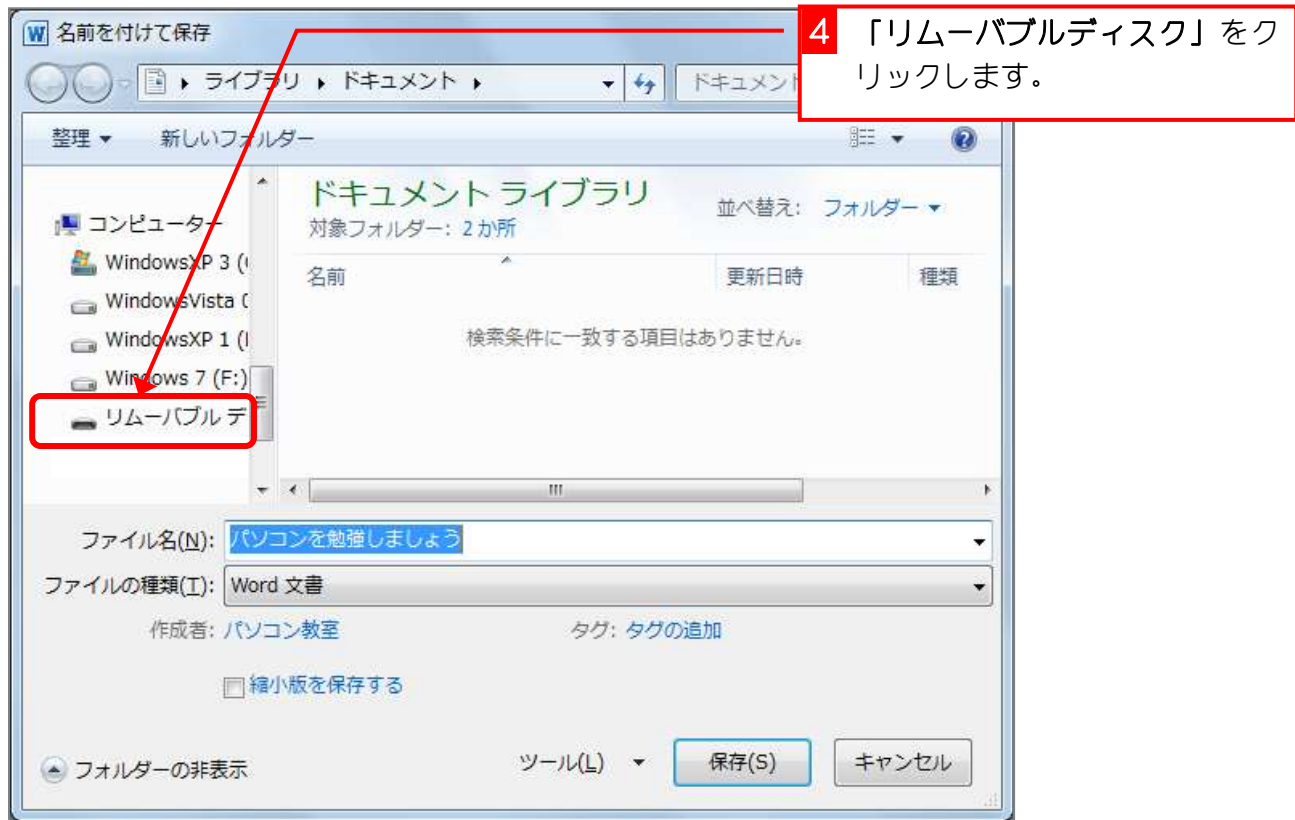 名前を付けて保存
4 「リムーバブルディスク」をク
リックします。
ライブラリ ▸ ドキュメント ▸
ドキュメント
整理 ▼ 新しいフォルダー
ドキュメント ライブラリ
対象フォルダー: 2 か所
並べ替え: フォルダー ▼
名前 更新日時 種類
検索条件に一致する項目はありません。
コンピューター
WindowsXP 3 (
WindowsVista
WindowsXP 1 (
Windows 7 (F:)
リムーバブル デ
ファイル名(N): パソコンを勉強しましょう
ファイルの種類(T): Word 文書
作成者: パソコン教室 タグ: タグの追加
縮小版を保存する
フォルダーの非表示 ツール(L) ▼ 保存(S) キャンセル